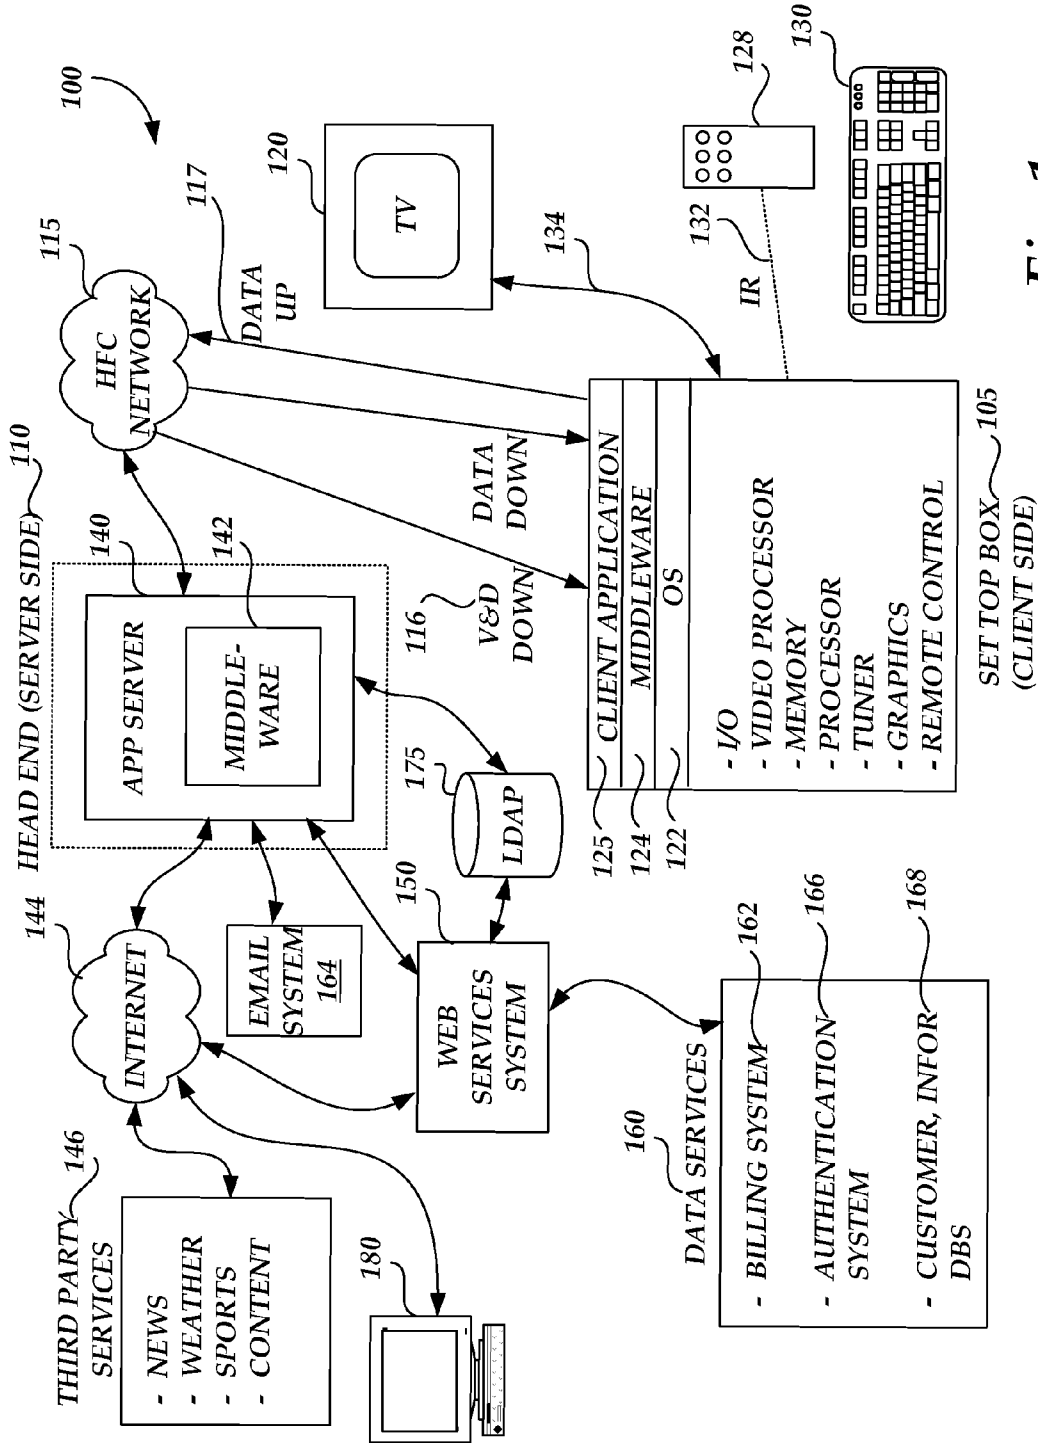 HEAD END (SERVER SIDE) 110
THIRD PARTY 146
SERVICES
- NEWS
- WEATHER
- SPORTS
- CONTENT
144
INTERNET
180
EMAIL
SYSTEM
164
140
APP SERVER
142
MIDDLE-
WARE
115
HFC
NETWORK
100
117
DATA
UP
116
V&D
DOWN
DATA
DOWN
120
TV
134
150
WEB
SERVICES
SYSTEM
175
LDAP
160
DATA SERVICES
- BILLING SYSTEM
162
- AUTHENTICATION
SYSTEM
166
- CUSTOMER, INFOR
DBS
168
125
CLIENT APPLICATION
124
MIDDLEWARE
122
OS
- I/O
- VIDEO PROCESSOR
- MEMORY
- PROCESSOR
- TUNER
- GRAPHICS
- REMOTE CONTROL
SET TOP BOX 105
(CLIENT SIDE)
IR
132
128
130